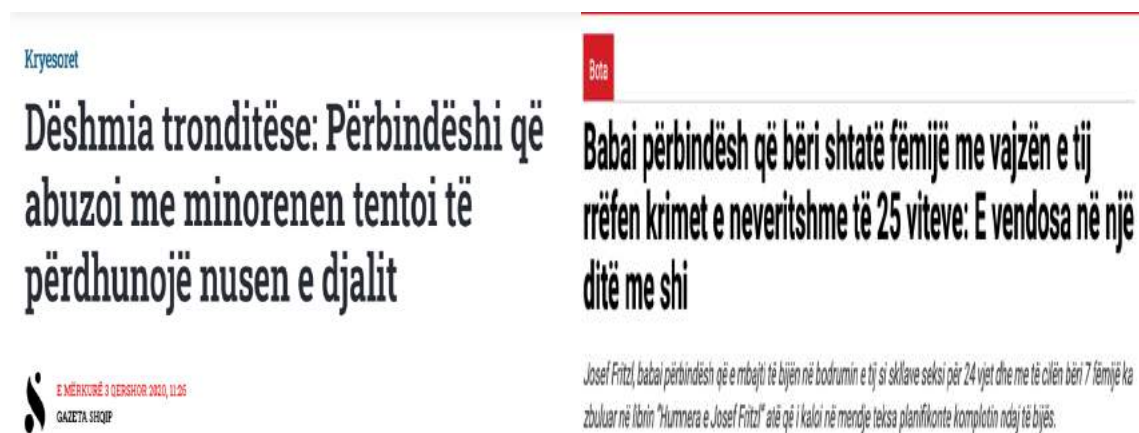 Kryesoret
Dëshmia tronditëse: Përbindëshi që
abuzoi me minorenen tentoi të
përdhunojë nusen e djalit
E MËRKURË 3 QERSHOR 2020, 11:26
GAZETA SHQIP
Bota
Babai përbindësh që bëri shtatë fëmijë me vajzën e tij
rrëfen krimet e neveritshme të 25 viteve: E vendosa në një
ditë me shi
Josef Fritzl, babai përbindësh që e mbajti të bijën në bodrumin e tij si skllave seksi për 24 vjet dhe me të cilën bëri 7 fëmijë ka
zbuluar në librin "Humnera e Josef Fritzl" atë që i kaloi në mendje teksa planifikonte komplotin ndaj të bijës.